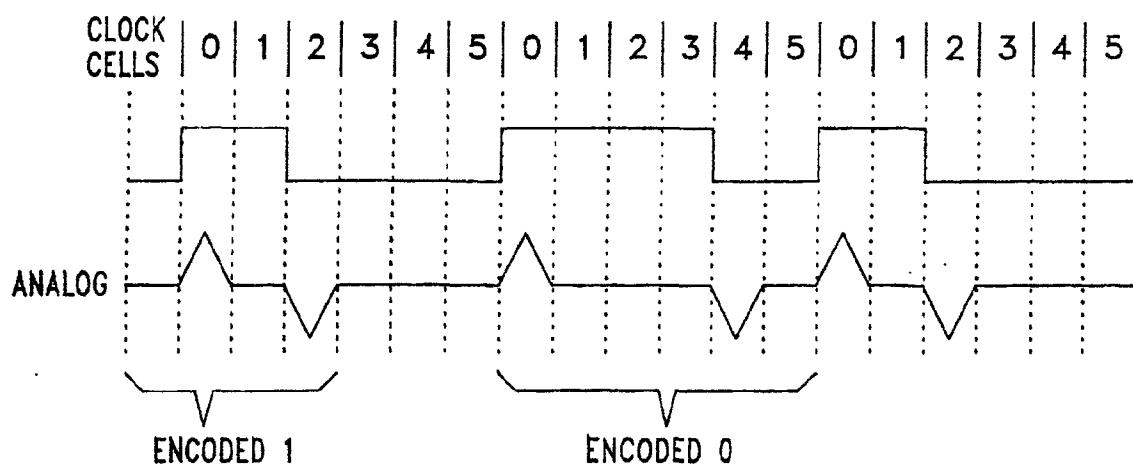 CLOCK
CELLS 0 1 2 3 4 5 0 1 2 3 4 5 0 1 2 3 4 5
ANALOG
ENCODED 1 ENCODED 0